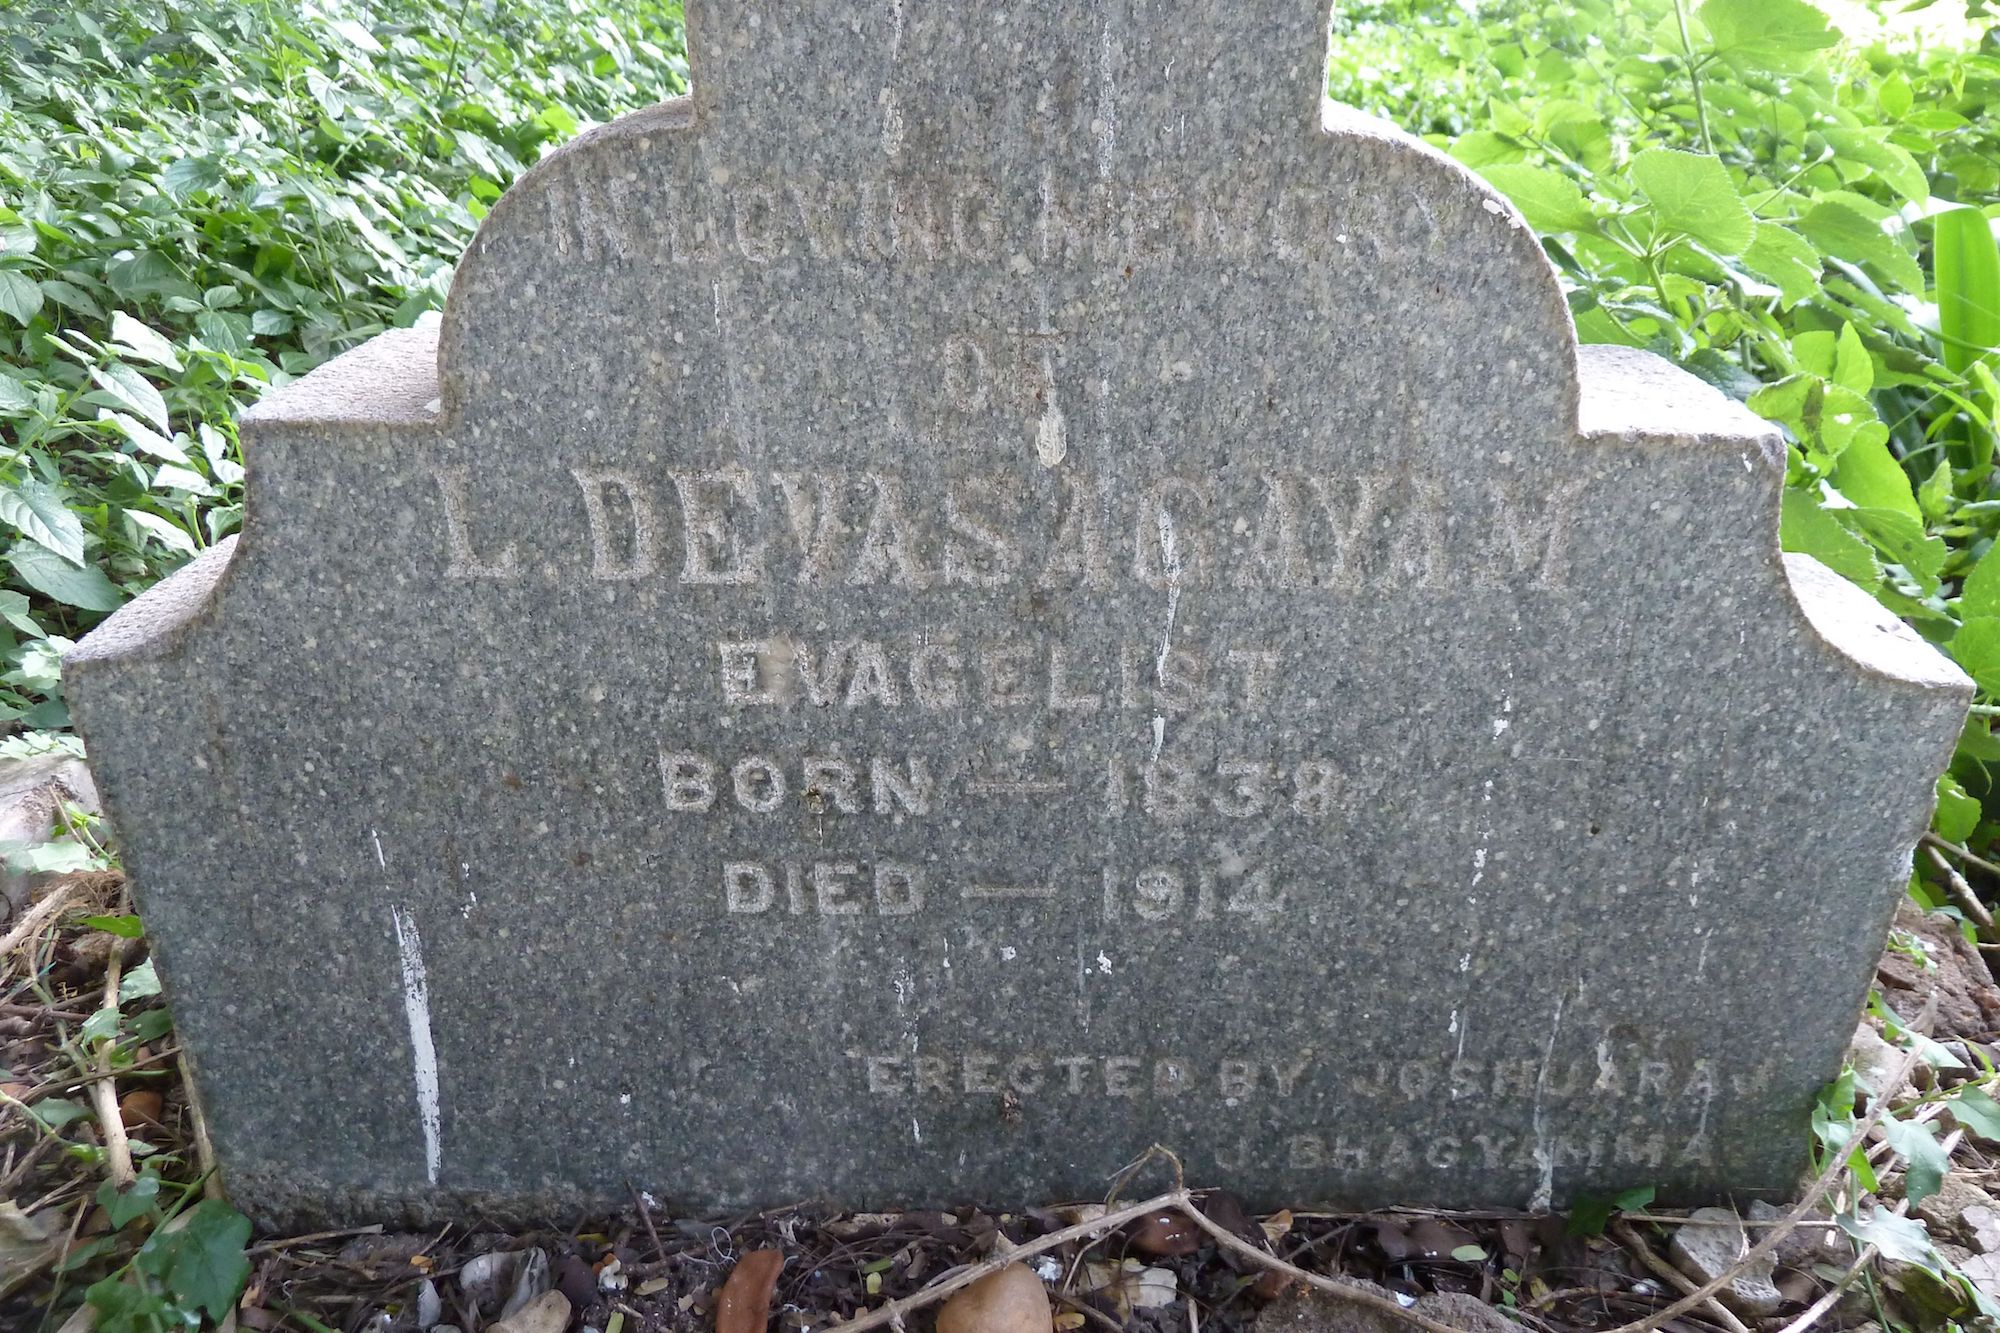 IN LOVING MEMORY
OF
L DEVASAGAYAM
EVAGELIST
BORN — 1838
DIED — 1914
ERECTED BY JOSHUARAJ
J. BHAGYAMMA